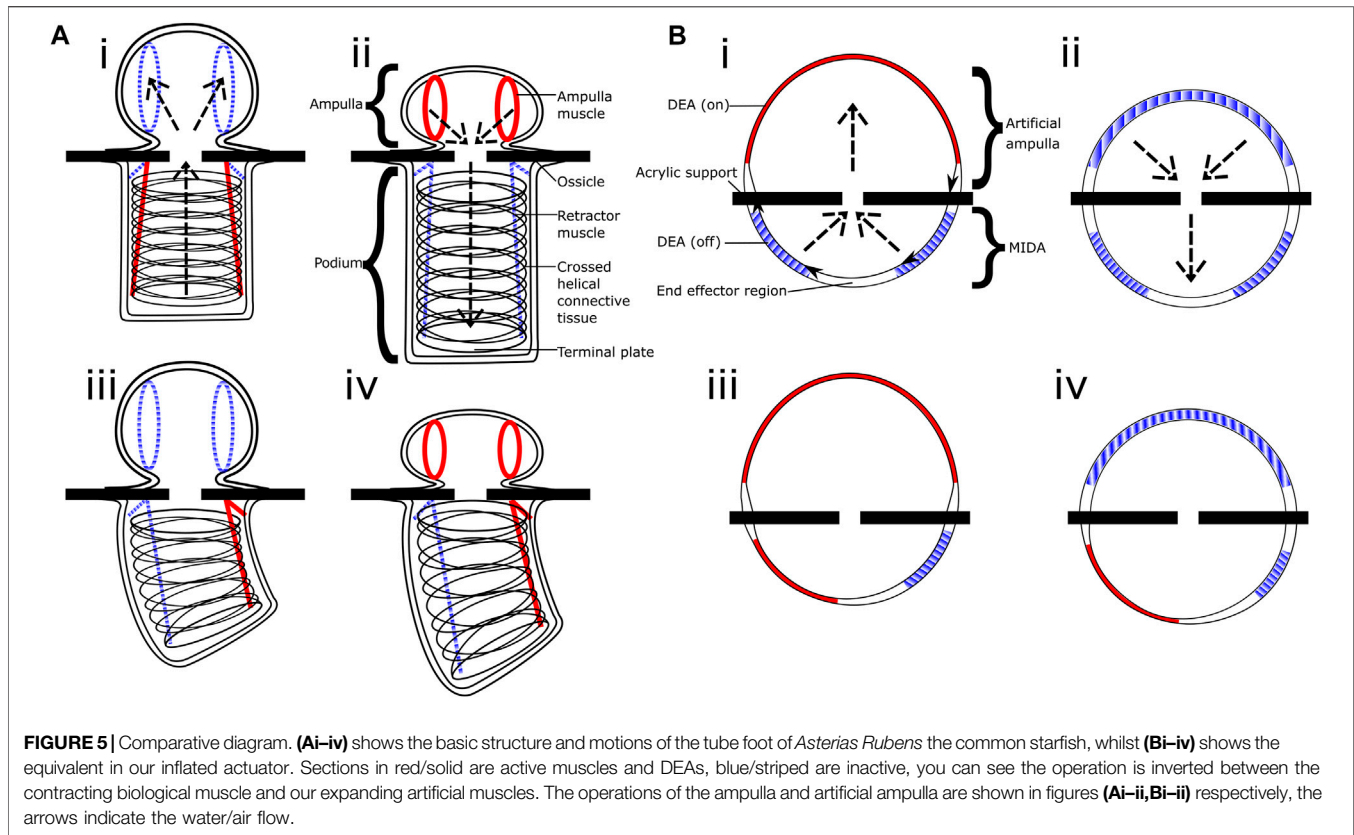 A
i
ii
Ampulla
Ampulla
muscle
Ossicle
Retractor
muscle
Podium
Crossed
helical
connective
tissue
Terminal plate
iii
iv
B
i
ii
DEA (on)
Artificial
ampulla
Acrylic support
DEA (off)
MIDA
End effector region
iii
iv
FIGURE 5 | Comparative diagram. (Ai–iv) shows the basic structure and motions of the tube foot of Asterias Rubens the common starfish, whilst (Bi–iv) shows the
equivalent in our inflated actuator. Sections in red/solid are active muscles and DEAs, blue/striped are inactive, you can see the operation is inverted between the
contracting biological muscle and our expanding artificial muscles. The operations of the ampulla and artificial ampulla are shown in figures (Ai–ii,Bi–ii) respectively, the
arrows indicate the water/air flow.